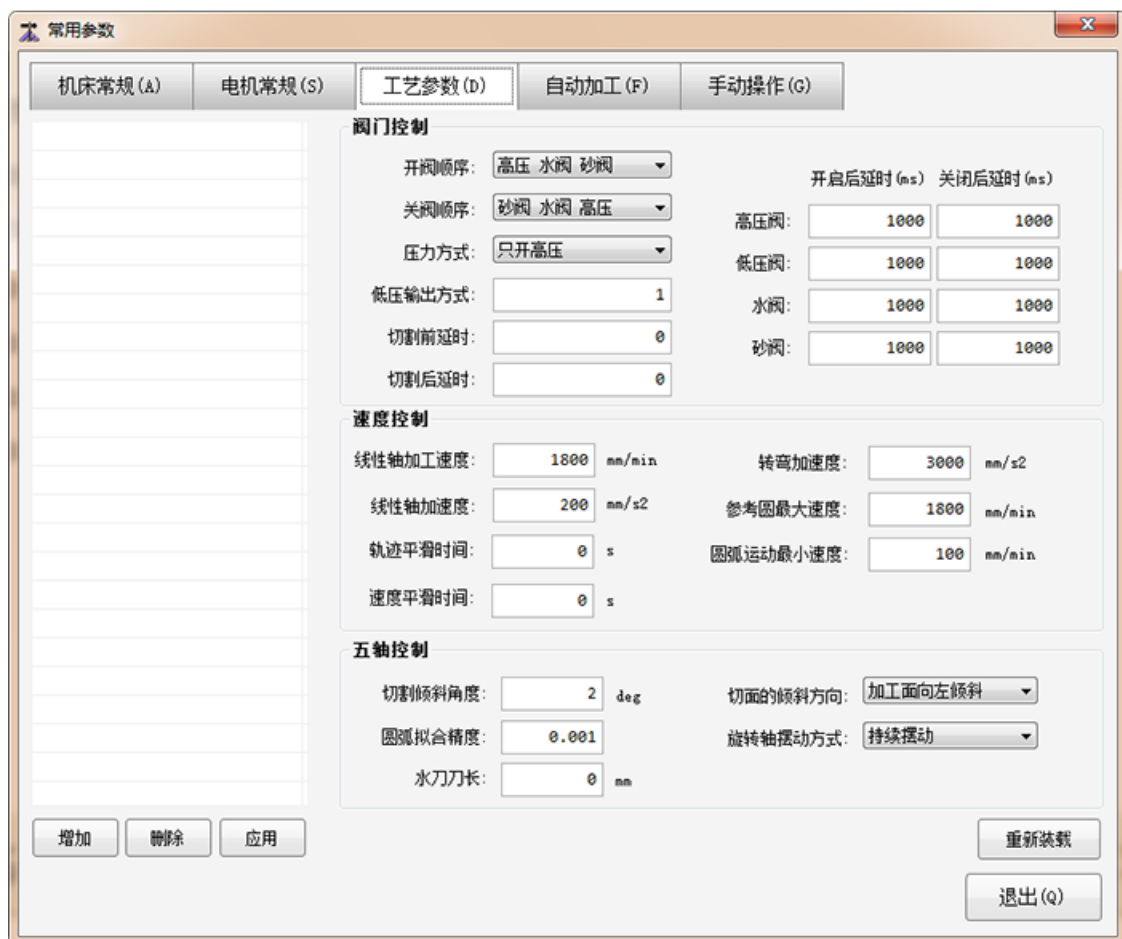 常用参数
机床常规(A) 电机常规(S) 工艺参数(D) 自动加工(F) 手动操作(G)
阀门控制
开阀顺序: 高压 水阀 砂阀
关阀顺序: 砂阀 水阀 高压
压力方式: 只开高压
低压输出方式: 1
切割前延时: 0
切割后延时: 0
开启后延时(ms) 关闭后延时(ms)
高压阀: 1000 1000
低压阀: 1000 1000
水阀: 1000 1000
砂阀: 1000 1000
速度控制
线性轴加工速度: 1800 mm/min
线性轴加速度: 200 mm/s2
轨迹平滑时间: 0 s
速度平滑时间: 0 s
转弯加速度: 3000 mm/s2
参考圆最大速度: 1800 mm/min
圆弧运动最小速度: 100 mm/min
五轴控制
切割倾斜角度: 2 deg
圆弧拟合精度: 0.001
水刀刀长: 0 mm
切面的倾斜方向: 加工面向左倾斜
旋转轴摆动方式: 持续摆动
增加 删除 应用
重新装载
退出(Q)